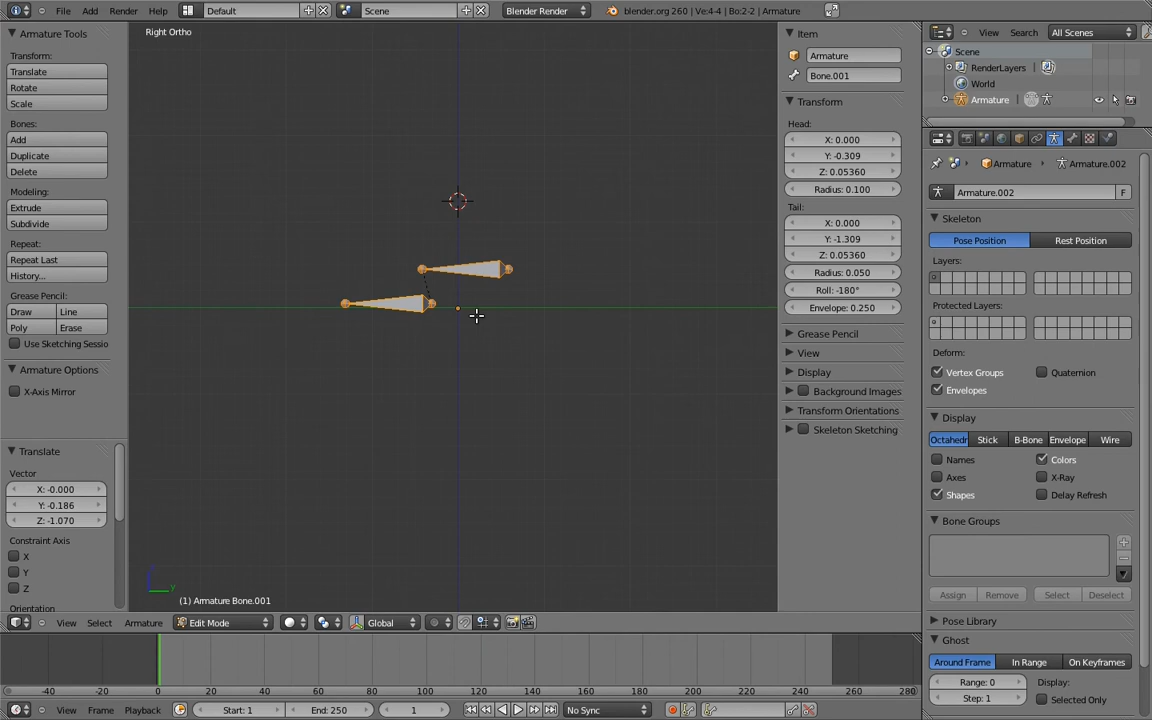 File Add Render Help Default Scene Blender Render blender.org 260 | Ve:4-4 | Bo:2-2 | Armature
Armature Tools
Transform:
Translate
Rotate
Scale
Bones:
Add
Duplicate
Delete
Modeling:
Extrude
Subdivide
Repeat:
Repeat Last
History...
Grease Pencil:
Draw Line
Poly Erase
Use Sketching Sessio
Armature Options
X-Axis Mirror
Translate
Vector
X: -0.000
Y: -0.186
Z: -1.070
Constraint Axis
X
Y
Z
Orientation
Right Ortho
Y
(1) Armature Bone.001
View Select Armature Edit Mode Global
Item
Armature
Bone.001
Transform
Head:
X: 0.000
Y: -0.309
Z: 0.05360
Radius: 0.100
Tail:
X: 0.000
Y: -1.309
Z: 0.05360
Radius: 0.050
Roll: -180°
Envelope: 0.250
Grease Pencil
View
Display
Background Images
Transform Orientations
Skeleton Sketching
View Search All Scenes
Scene
RenderLayers
World
Armature
Armature Armature.002
Armature.002 F
Skeleton
Pose Position Rest Position
Layers:
Protected Layers:
Deform:
Vertex Groups Quaternion
Envelopes
Display
Octahedr Stick B-Bone Envelope Wire
Names Colors
Axes X-Ray
Shapes Delay Refresh
Bone Groups
Assign Remove Select Deselect
Pose Library
Ghost
Around Frame In Range On Keyframes
Range: 0 Display:
Step: 1 Selected Only
-40 -20 0 20 40 60 80 100 120 140 160 180 200 220 240 260 280
View Frame Playback Start: 1 End: 250 1 No Sync